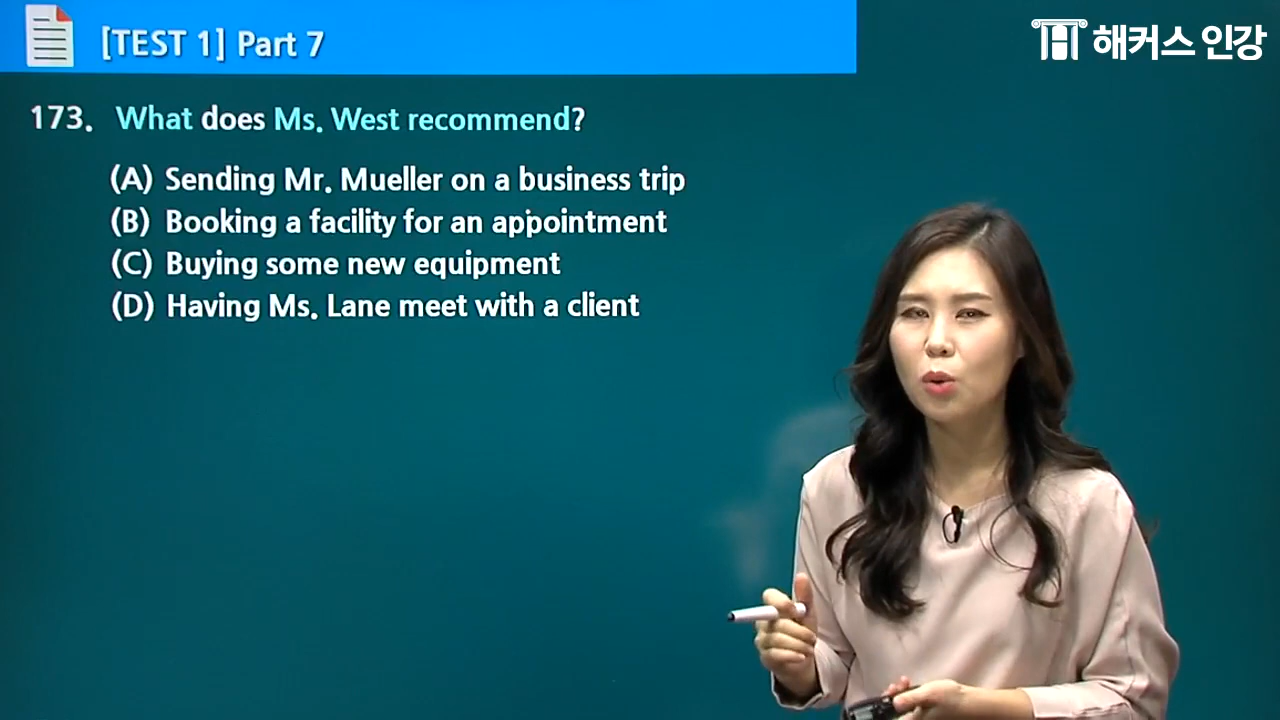 [TEST 1] Part 7
해커스 인강
173. What does Ms. West recommend?
(A) Sending Mr. Mueller on a business trip
(B) Booking a facility for an appointment
(C) Buying some new equipment
(D) Having Ms. Lane meet with a client